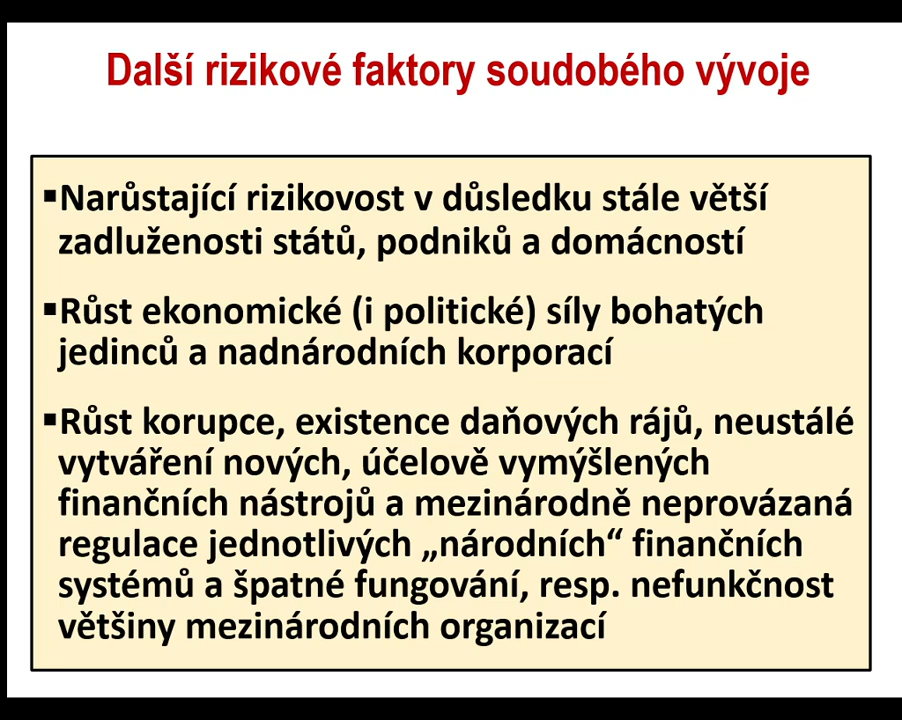 Další rizikové faktory soudobého vývoje
▪Narůstající rizikovost v důsledku stále větší
zadluženosti států, podniků a domácností
▪Růst ekonomické (i politické) síly bohatých
jedinců a nadnárodních korporací
▪Růst korupce, existence daňových rájů, neustálé
vytváření nových, účelově vymýšlených
finančních nástrojů a mezinárodně neprovázaná
regulace jednotlivých „národních“ finančních
systémů a špatné fungování, resp. nefunkčnost
většiny mezinárodních organizací